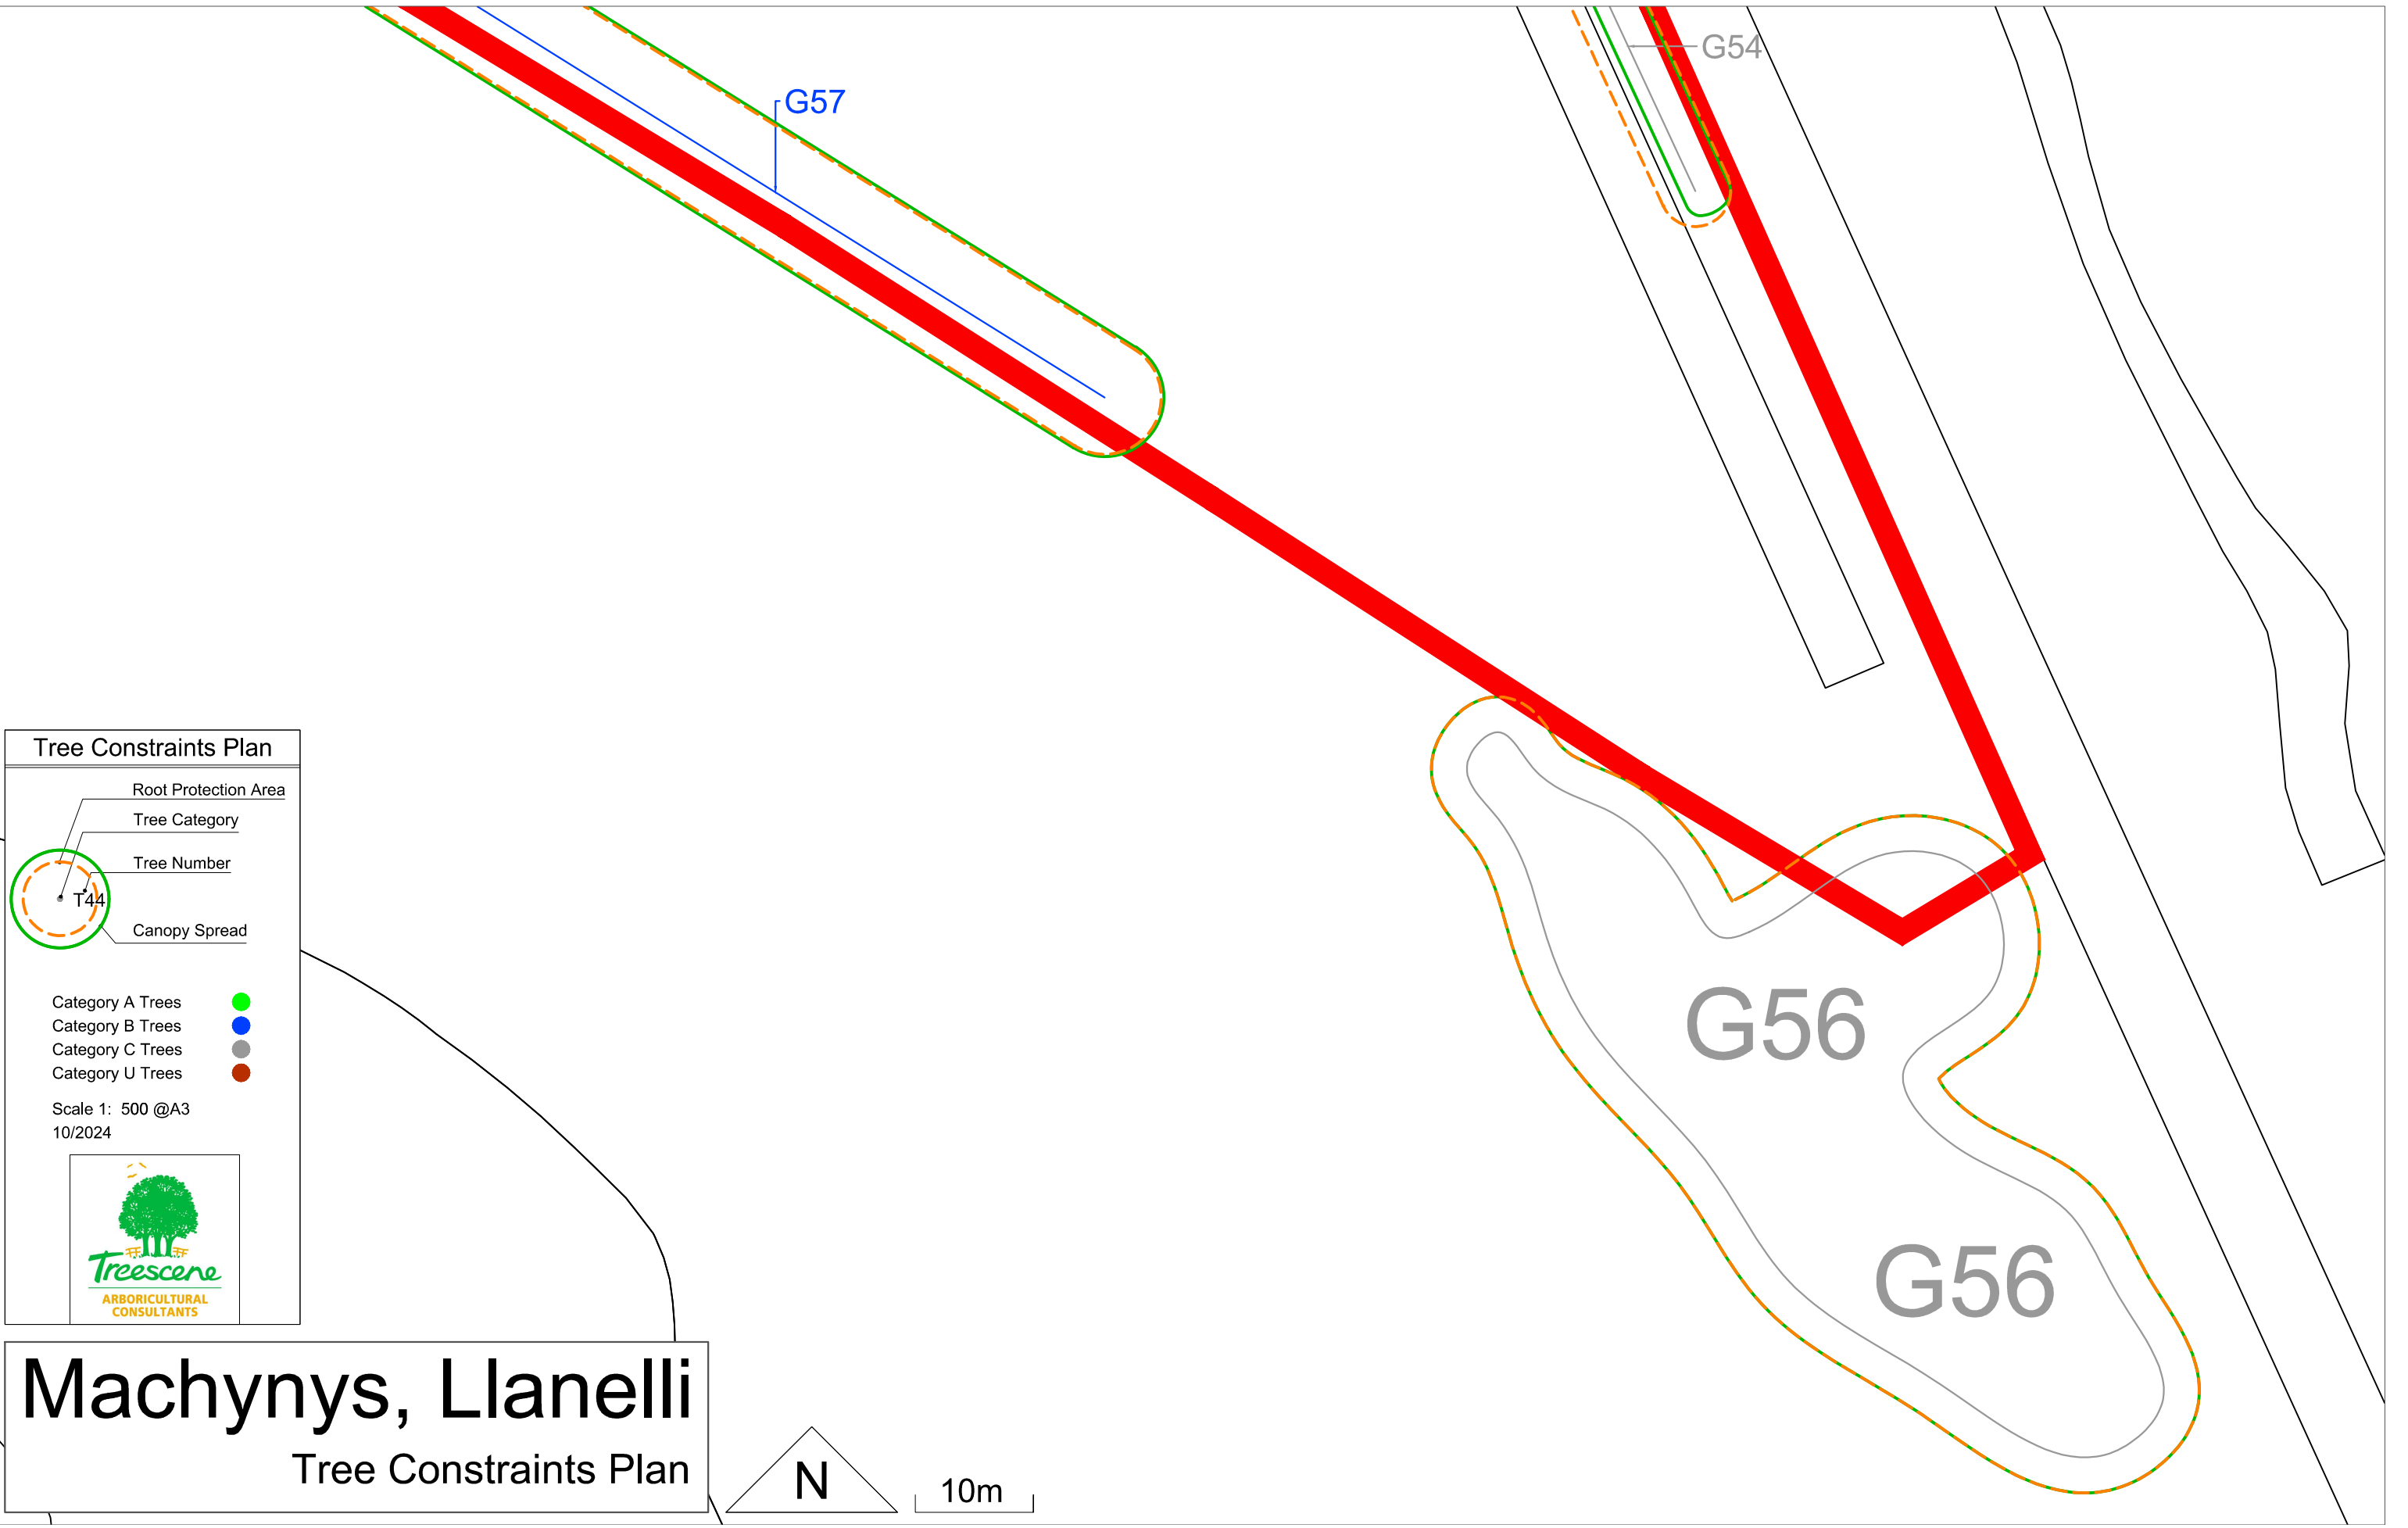 G57
G54
Tree Constraints Plan
Root Protection Area
Tree Category
Tree Number
T44
Canopy Spread
Category A Trees
Category B Trees
Category C Trees
Category U Trees
Scale 1: 500 @A3
10/2024
Treescene
ARBORICULTURAL
CONSULTANTS
G56
G56
Machynys, Llanelli
Tree Constraints Plan
N
10m